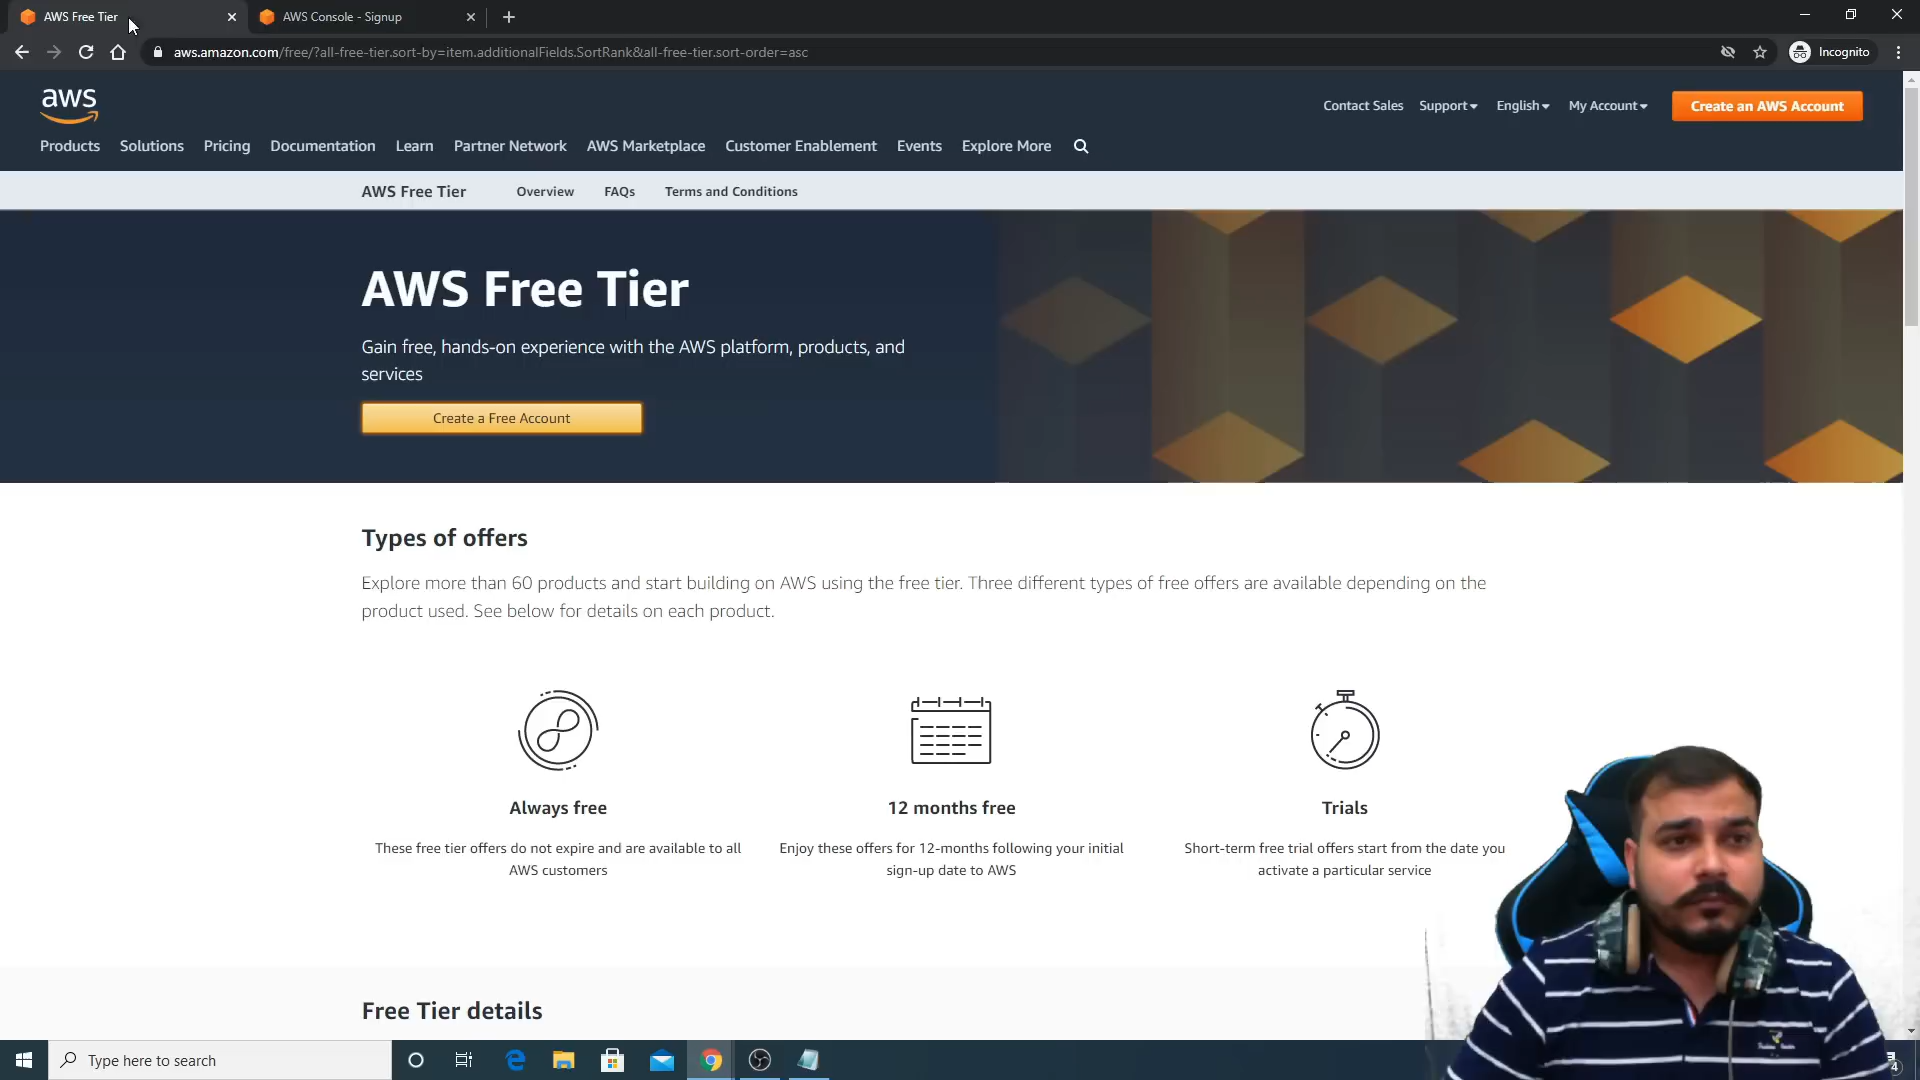 AWS Free Tier
AWS Console - Signup
aws.amazon.com/free/?all-free-tier.sort-by=item.additionalFields.SortRank&all-free-tier.sort-order=asc
Incognito
aws
Contact Sales Support English My Account Create an AWS Account
Products Solutions Pricing Documentation Learn Partner Network AWS Marketplace Customer Enablement Events Explore More
AWS Free Tier Overview FAQs Terms and Conditions
AWS Free Tier
Gain free, hands-on experience with the AWS platform, products, and
services
Create a Free Account
Types of offers
Explore more than 60 products and start building on AWS using the free tier. Three different types of free offers are available depending on the
product used. See below for details on each product.
Always free
These free tier offers do not expire and are available to all
AWS customers
12 months free
Enjoy these offers for 12-months following your initial
sign-up date to AWS
Trials
Short-term free trial offers start from the date you
activate a particular service
Free Tier details
Type here to search
4